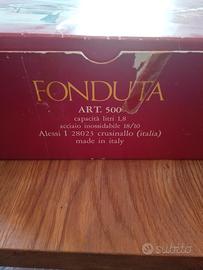 FONDUTA
ART. 500
capacità litri 1,8
acciaio inossidabile 18/10
Alessi I 28023 crusinallo (italia)
made in italy
subito